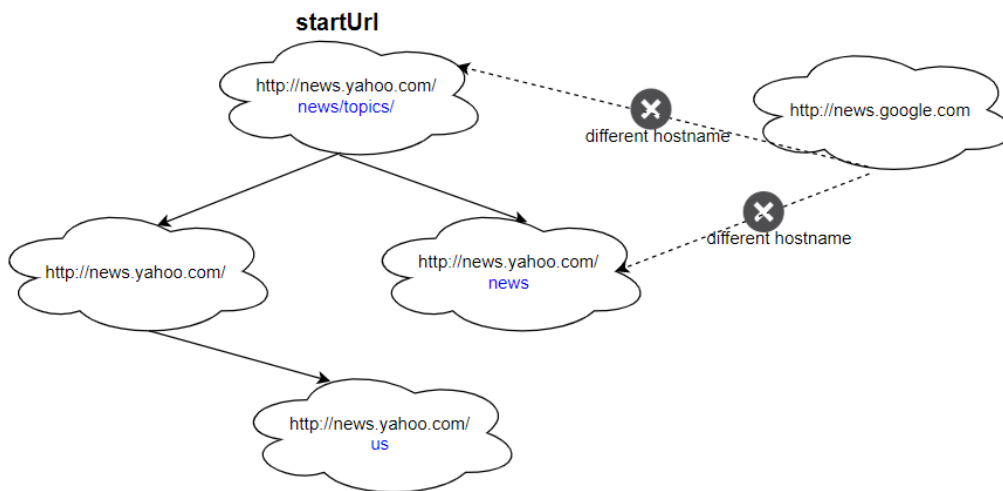 startUrl
http://news.yahoo.com/
news/topics/
http://news.google.com
different hostname
different hostname
http://news.yahoo.com/
http://news.yahoo.com/
news
http://news.yahoo.com/
us